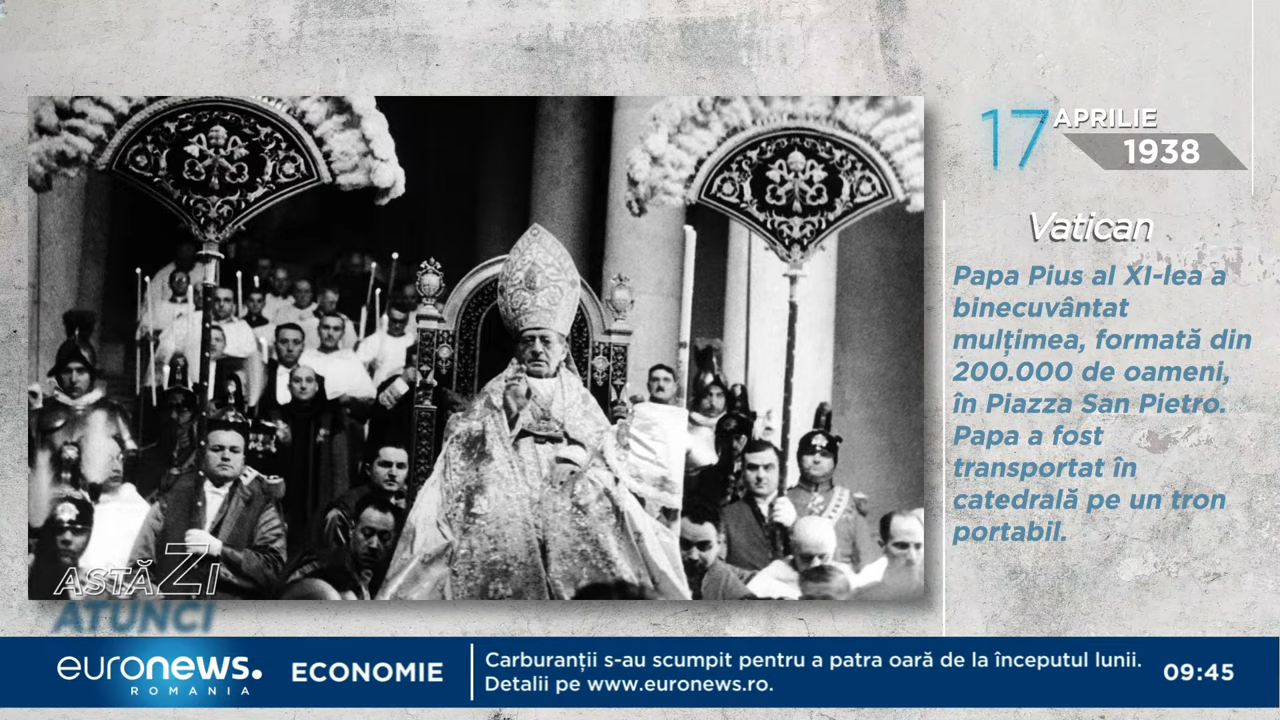 17 APRILIE
1938
Vatican
Papa Pius al XI-lea a
binecuvântat
mulțimea, formată din
200.000 de oameni,
în Piazza San Pietro.
Papa a fost
transportat în
catedrală pe un tron
portabil.
ASTĂZI
ATUNCI
euronews.
ROMANIA
ECONOMIE
Carburanții s-au scumpit pentru a patra oară de la începutul lunii.
Detalii pe www.euronews.ro.
09:45